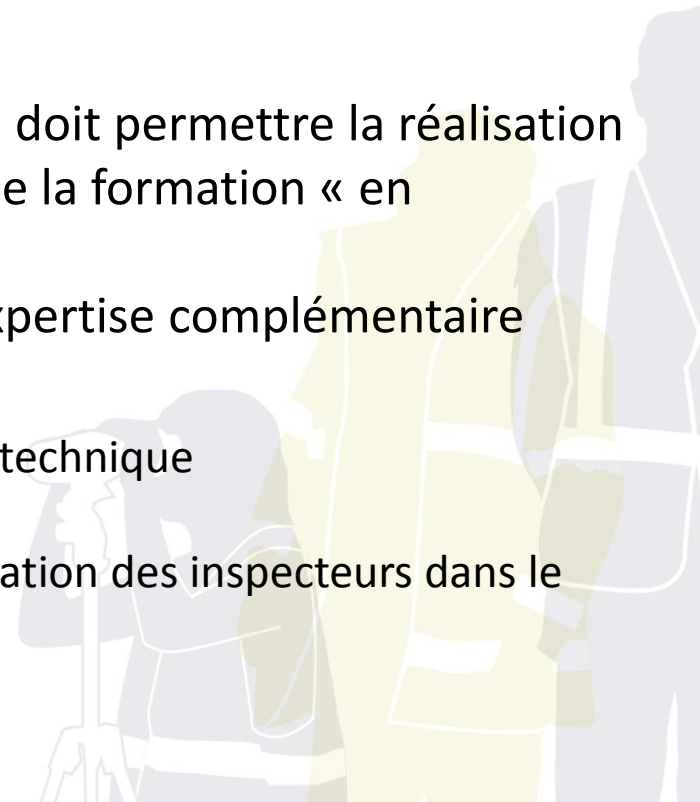 doit permettre la réalisation
e la formation « en
xpertise complémentaire
technique
ation des inspecteurs dans le